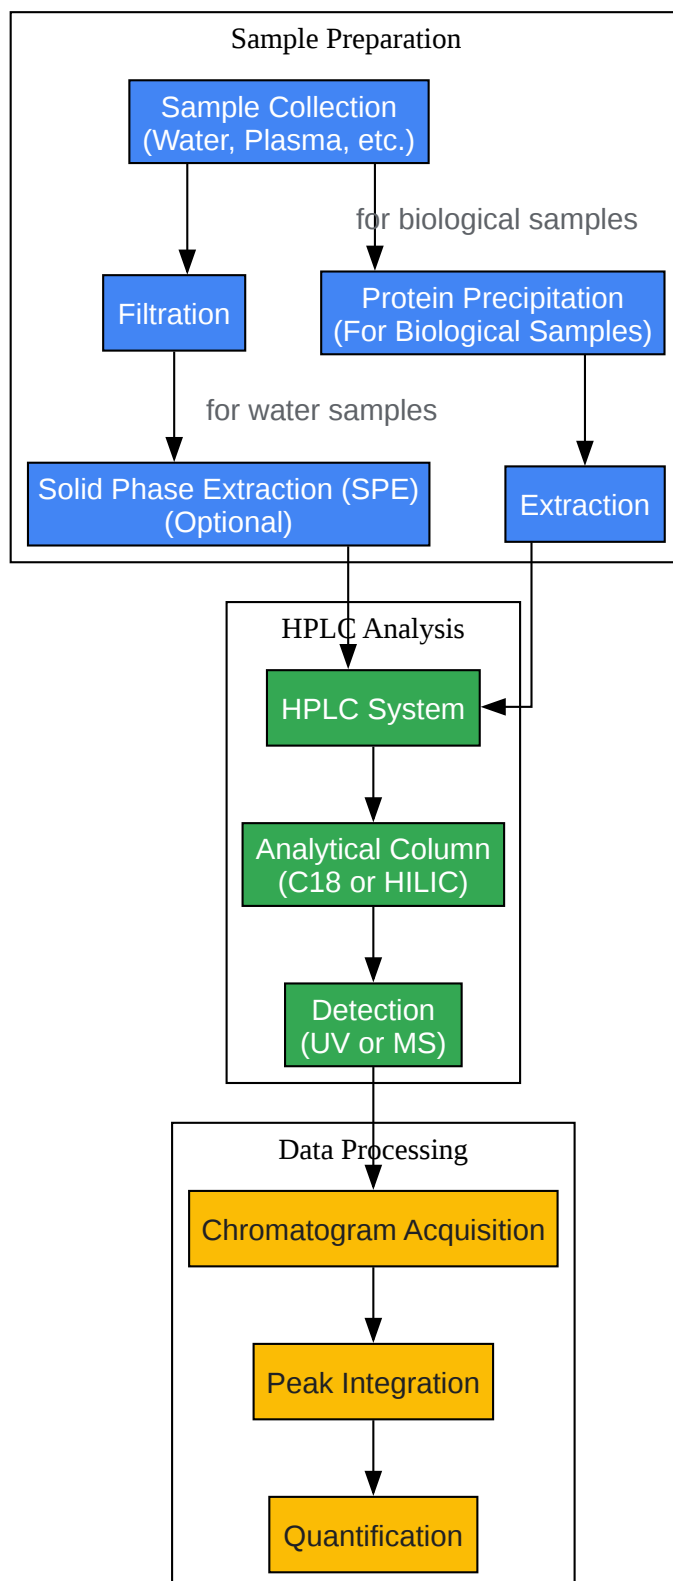 Sample Preparation
Sample Collection
(Water, Plasma, etc.)
for biological samples
Filtration
Protein Precipitation
(For Biological Samples)
for water samples
Solid Phase Extraction (SPE)
(Optional)
Extraction
HPLC Analysis
HPLC System
Analytical Column
(C18 or HILIC)
Detection
(UV or MS)
Data Processing
Chromatogram Acquisition
Peak Integration
Quantification